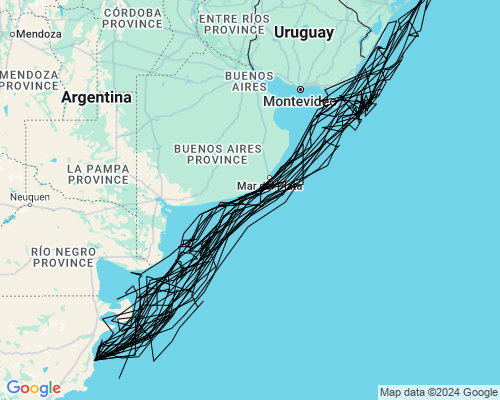 CÓRDOBA
PROVINCE
Mendoza
ENTRE RÍOS
PROVINCE
Uruguay
MENDOZA
PROVINCE
BUENOS
AIRES
Argentina
Montevideo
BUENOS AIRES
PROVINCE
LA PAMPA
PROVINCE
Mar del Plata
Neuquen
RÍO NEGRO
PROVINCE
Google
Map data ©2024 Google